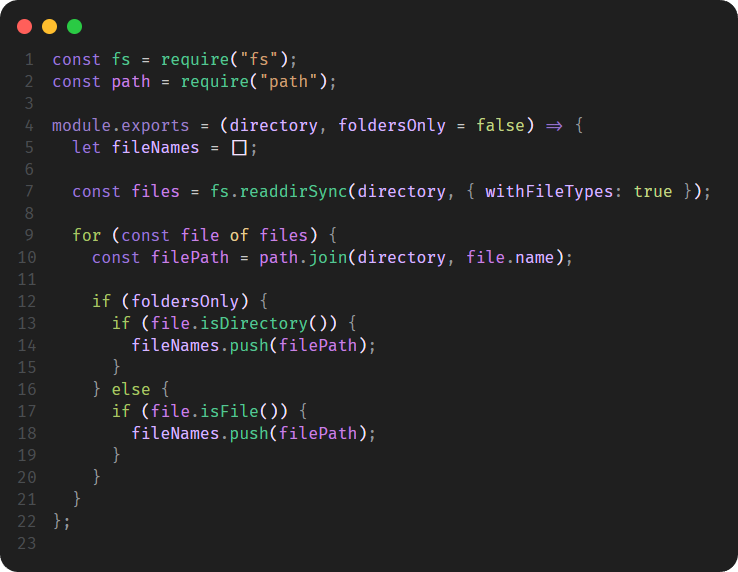 1 const fs = require("fs");
2 const path = require("path");
3
4 module.exports = (directory, foldersOnly = false) => {
5   let fileNames = [];
6
7   const files = fs.readdirSync(directory, { withFileTypes: true });
8
9   for (const file of files) {
10     const filePath = path.join(directory, file.name);
11
12     if (foldersOnly) {
13       if (file.isDirectory()) {
14         fileNames.push(filePath);
15       }
16     } else {
17       if (file.isFile()) {
18         fileNames.push(filePath);
19       }
20     }
21   }
22 };
23